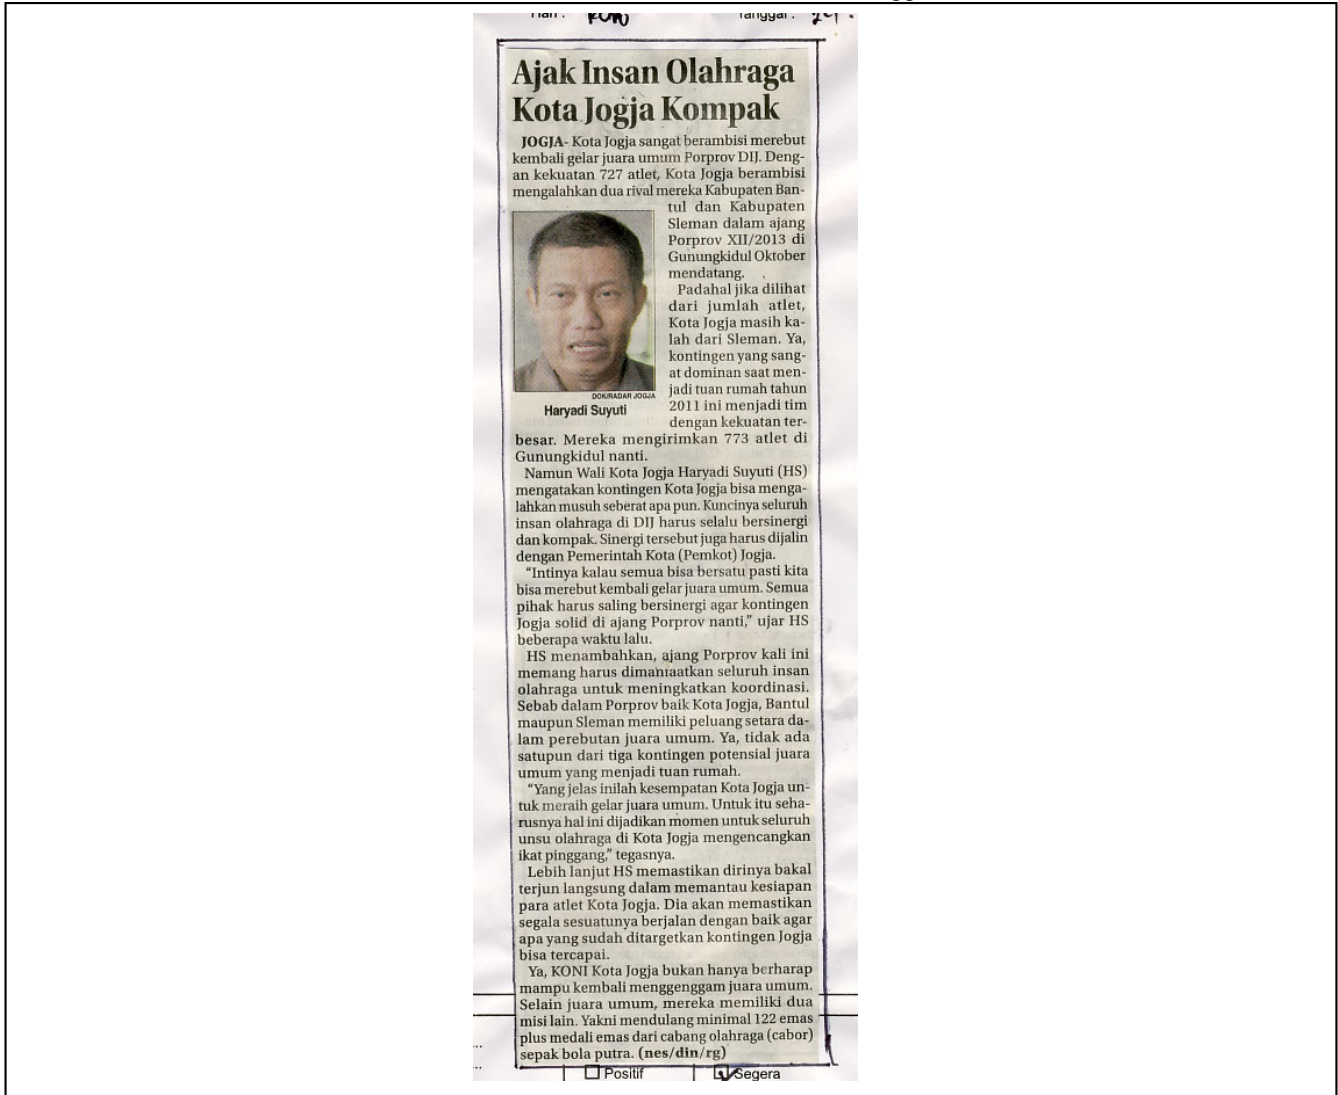 Hari :
Tanggal :
Ajak Insan Olahraga
Kota Jogja Kompak
JOGJA- Kota Jogja sangat berambisi merebut
kembali gelar juara umum Porprov DIJ. Deng-
an kekuatan 727 atlet, Kota Jogja berambisi
mengalahkan dua rival mereka Kabupaten Ban-
tul dan Kabupaten
Sleman dalam ajang
Porprov XII/2013 di
Gunungkidul Oktober
mendatang.
Padahal jika dilihat
dari jumlah atlet,
Kota Jogja masih ka-
lah dari Sleman. Ya,
kontingen yang sang-
at dominan saat men-
jadi tuan rumah tahun
2011 ini menjadi tim
dengan kekuatan ter-
DOK/RADAR JOGJA
Haryadi Suyuti
besar. Mereka mengirimkan 773 atlet di
Gunungkidul nanti.
Namun Wali Kota Jogja Haryadi Suyuti (HS)
mengatakan kontingen Kota Jogja bisa menga-
lahkan musuh seberat apa pun. Kuncinya seluruh
insan olahraga di DIJ harus selalu bersinergi
dan kompak. Sinergi tersebut juga harus dijalin
dengan Pemerintah Kota (Pemkot) Jogja.
“Intinya kalau semua bisa bersatu pasti kita
bisa merebut kembali gelar juara umum. Semua
pihak harus saling bersinergi agar kontingen
Jogja solid di ajang Porprov nanti,” ujar HS
beberapa waktu lalu.
HS menambahkan, ajang Porprov kali ini
memang harus dimanfaatkan seluruh insan
olahraga untuk meningkatkan koordinasi.
Sebab dalam Porprov baik Kota Jogja, Bantul
maupun Sleman memiliki peluang setara da-
lam perebutan juara umum. Ya, tidak ada
satupun dari tiga kontingen potensial juara
umum yang menjadi tuan rumah.
“Yang jelas inilah kesempatan Kota Jogja un-
tuk meraih gelar juara umum. Untuk itu seha-
rusnya hal ini dijadikan momen untuk seluruh
unsu olahraga di Kota Jogja mengencangkan
ikat pinggang,” tegasnya.
Lebih lanjut HS memastikan dirinya bakal
terjun langsung dalam memantau kesiapan
para atlet Kota Jogja. Dia akan memastikan
segala sesuatunya berjalan dengan baik agar
apa yang sudah ditargetkan kontingen Jogja
bisa tercapai.
Ya, KONI Kota Jogja bukan hanya berharap
mampu kembali menggenggam juara umum.
Selain juara umum, mereka memiliki dua
misi lain. Yakni mendulang minimal 122 emas
plus medali emas dari cabang olahraga (cabor)
sepak bola putra. (nes/din/rg)
Positif
Segera